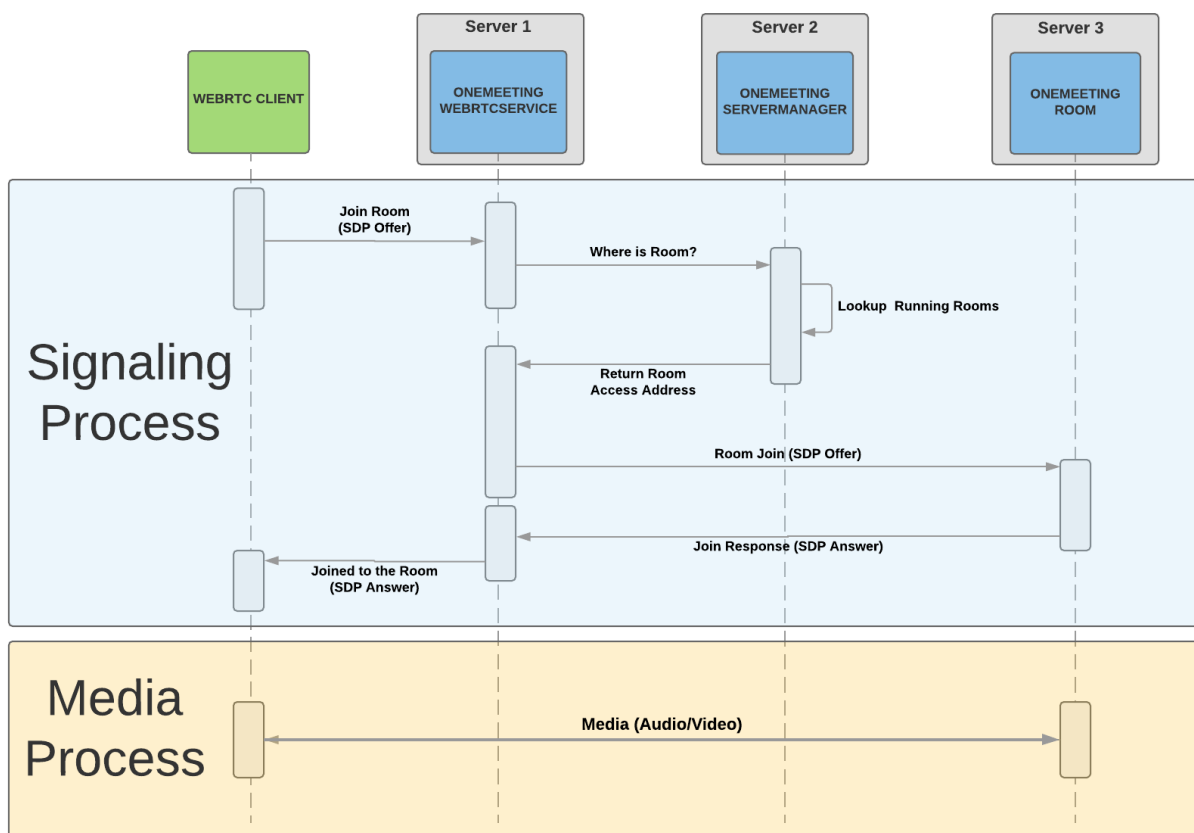 Server 1
Server 2
Server 3
WEBRTC CLIENT
ONEMEETING
WEBRTCSERVICE
ONEMEETING
SERVERMANAGER
ONEMEETING
ROOM
Signaling
Process
Join Room
(SDP Offer)
Where is Room?
Lookup Running Rooms
Return Room
Access Address
Room Join (SDP Offer)
Join Response (SDP Answer)
Joined to the Room
(SDP Answer)
Media
Process
Media (Audio/Video)